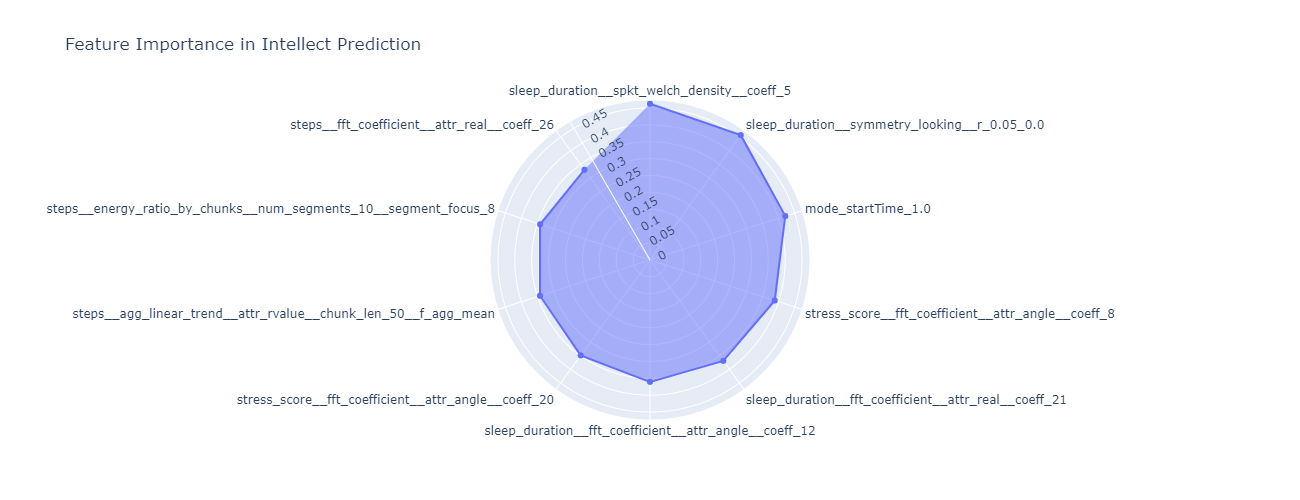 Feature Importance in Intellect Prediction
sleep_duration__spkt_welch_density__coeff_5
steps__fft_coefficient__attr_real__coeff_26
sleep_duration__symmetry_looking__r_0.05_0.0
0.45
0.4
0.35
0.3
0.25
0.2
0.15
0.1
0.05
0
steps__energy_ratio_by_chunks__num_segments_10__segment_focus_8
mode_startTime_1.0
steps__agg_linear_trend__attr_rvalue__chunk_len_50__f_agg_mean
stress_score__fft_coefficient__attr_angle__coeff_8
stress_score__fft_coefficient__attr_angle__coeff_20
sleep_duration__fft_coefficient__attr_real__coeff_21
sleep_duration__fft_coefficient__attr_angle__coeff_12